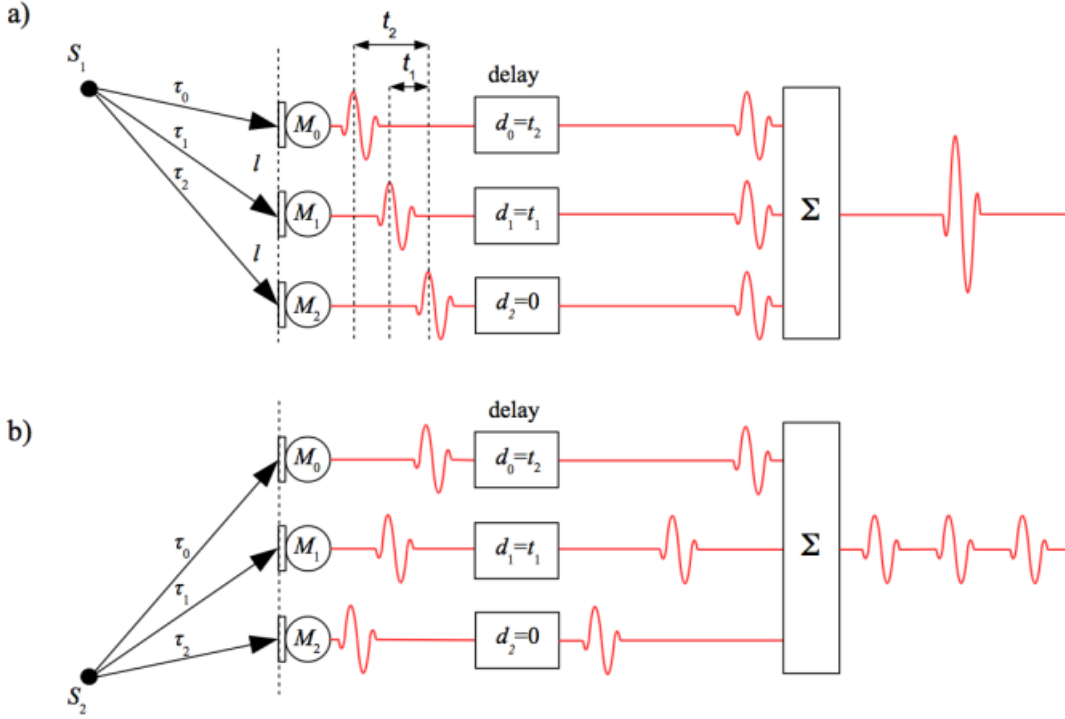 a)
t₂
S₁
t₁
delay
τ₀
M₀
d₀=t₂
τ₁
l
τ₂
M₁
d₁=t₁
Σ
l
M₂
d₂=0
delay
b)
M₀
d₀=t₂
τ₀
M₁
d₁=t₁
Σ
τ₁
τ₂
M₂
d₂=0
S₂